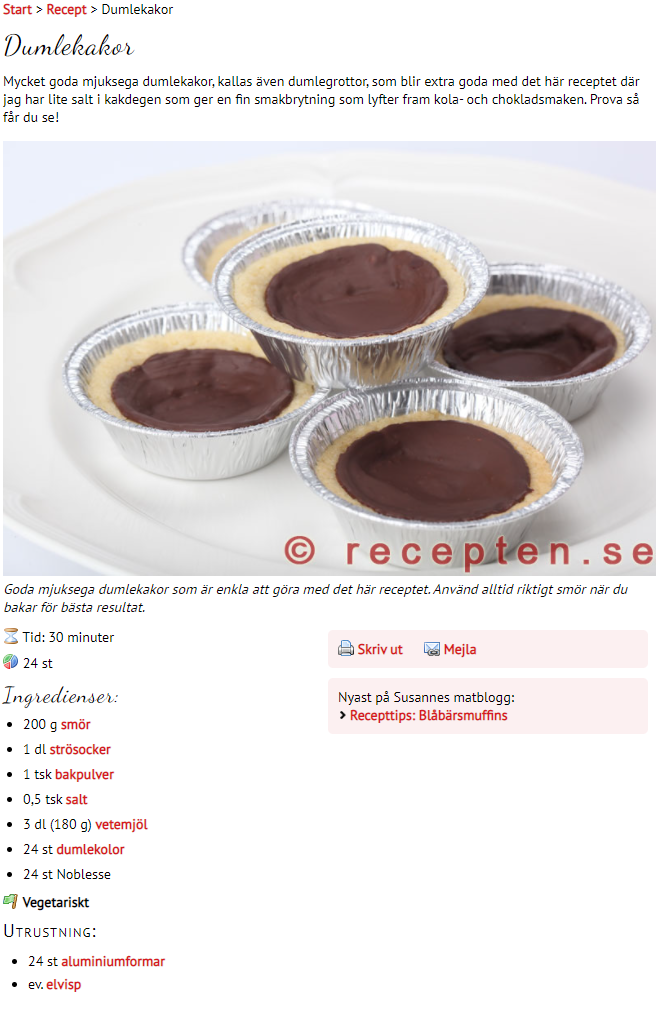 Start > Recept > Dumlekakor
Dumlekakor
Mycket goda mjuksega dumlekakor, kallas även dumlegrottor, som blir extra goda med det här receptet där
jag har lite salt i kakdegen som ger en fin smakbrytning som lyfter fram kola- och chokladsmaken. Prova så
får du se!
© recepten.se
Goda mjuksega dumlekakor som är enkla att göra med det här receptet. Använd alltid riktigt smör när du
bakar för bästa resultat.
Tid: 30 minuter
24 st
Skriv ut Mejla
Nyast på Susannes matblogg:
Recepttips: Blåbärsmuffins
Ingredienser:
200 g smör
1 dl strösocker
1 tsk bakpulver
0,5 tsk salt
3 dl (180 g) vetemjöl
24 st dumlekolor
24 st Noblesse
Vegetariskt
Utrustning:
24 st aluminiumformar
ev. elvisp